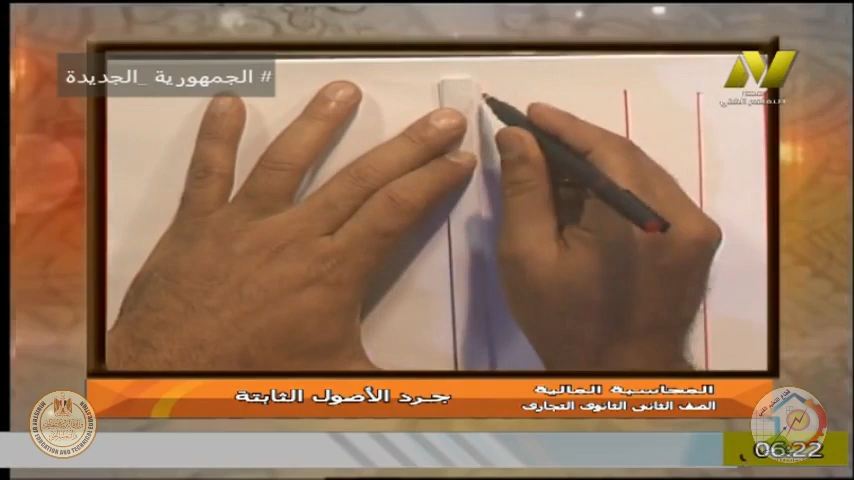 # الجمهورية _الجديدة
المحاسبة المالية
الصف الثانى الثانوى التجارى
جرد الأصول الثابتة
06:22